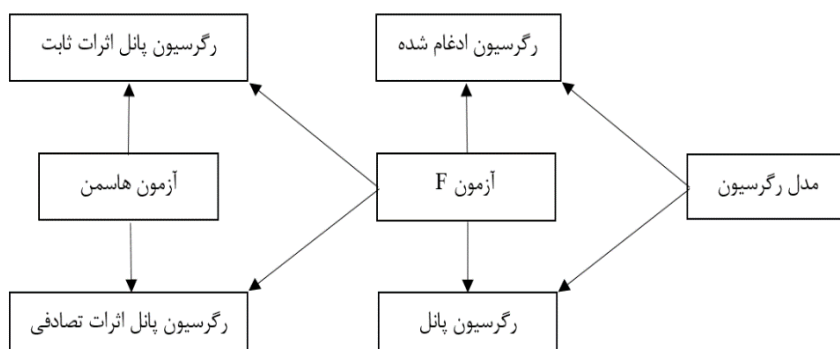 رگرسیون ادغام شده
رگرسیون پانل اثرات ثابت
مدل رگرسیون
آزمون F
آزمون هاسمن
رگرسیون پانل
رگرسیون پانل اثرات تصادفی